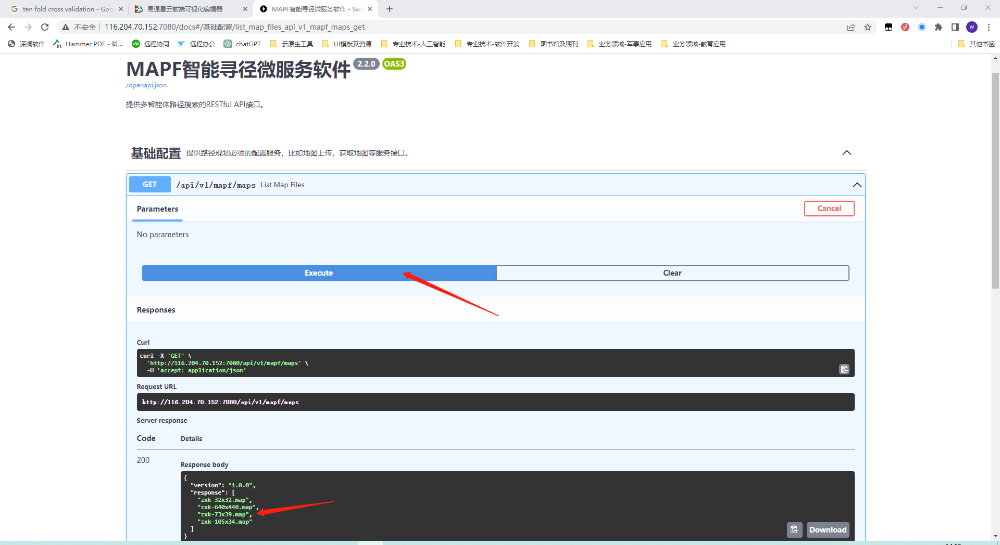 ten fold cross validation - Goo
易通星云前端可视化编辑器
MAPF智能寻径微服务软件 - Swa
不安全
116.204.70.152:7080/docs#/基础配置/list_map_files_api_v1_mapf_maps_get
W
深澜软件
Hammer PDF - 科...
up
远程协同
远程办公
chatGPT
云原生工具
UI模板及资源
专业技术-人工智能
专业技术-软件开发
图书馆及期刊
业务领域-军事应用
业务领域-教育应用
其他书签
MAPF智能寻径微服务软件 2.2.0 OAS3
/openapi.json
提供多智能体路径搜索的RESTful API接口。
基础配置 提供路径规划必须的配置服务，比如地图上传，获取地图等服务接口。
GET /api/v1/mapf/maps List Map Files
Parameters
Cancel
No parameters
Execute
Clear
Responses
Curl
curl -X 'GET' \
'http://116.204.70.152:7080/api/v1/mapf/maps' \
-H 'accept: application/json'
Request URL
http://116.204.70.152:7080/api/v1/mapf/maps
Server response
Code Details
200
Response body
{
"version": "1.0.0",
"response": [
"zxk-32x32.map",
"zxk-640x440.map",
"zxk-73x39.map",
"zxk-105x34.map"
]
}
Download